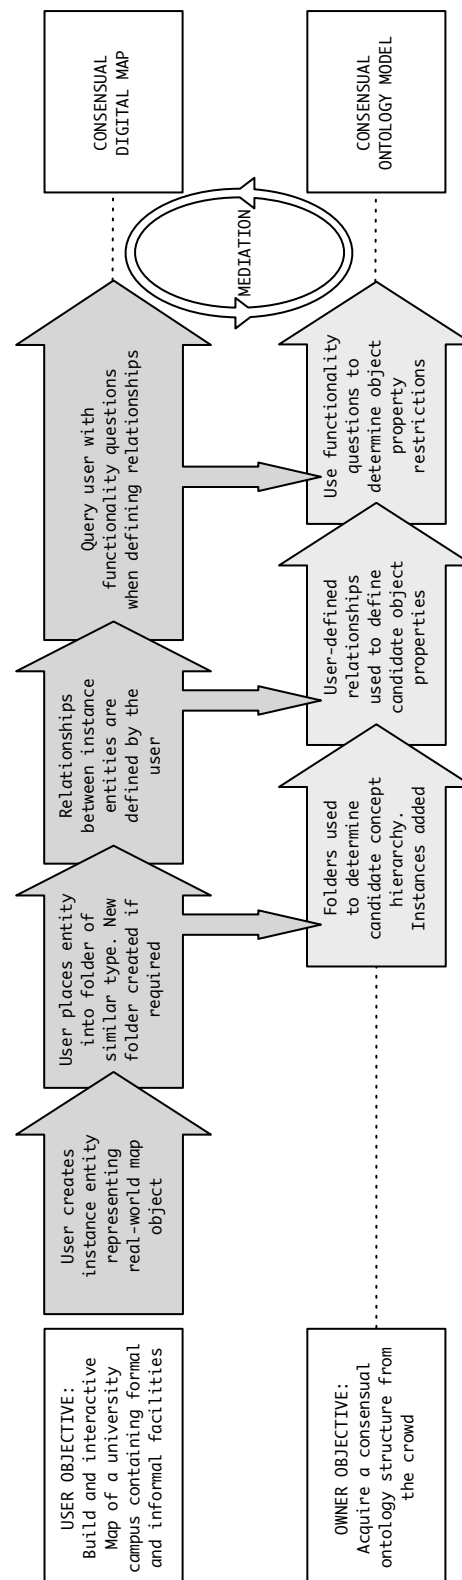 USER OBJECTIVE:
Build and interactive
Map of a university
campus containing formal
and informal facilities
User creates
instance entity
representing
real-world map
object
User places entity
into folder of
similar type. New
folder created if
required
Relationships
between instance
entities are
defined by the
user
Query user with
functionality questions
when defining relationships
CONSENSUAL
DIGITAL MAP
MEDIATION
OWNER OBJECTIVE:
Acquire a consensual
ontology structure from
the crowd
Folders used
to determine
candidate concept
hierarchy.
Instances added
User-defined
relationships
used to define
candidate object
properties
Use functionality
questions to
determine object
property
restrictions
CONSENSUAL
ONTOLOGY MODEL